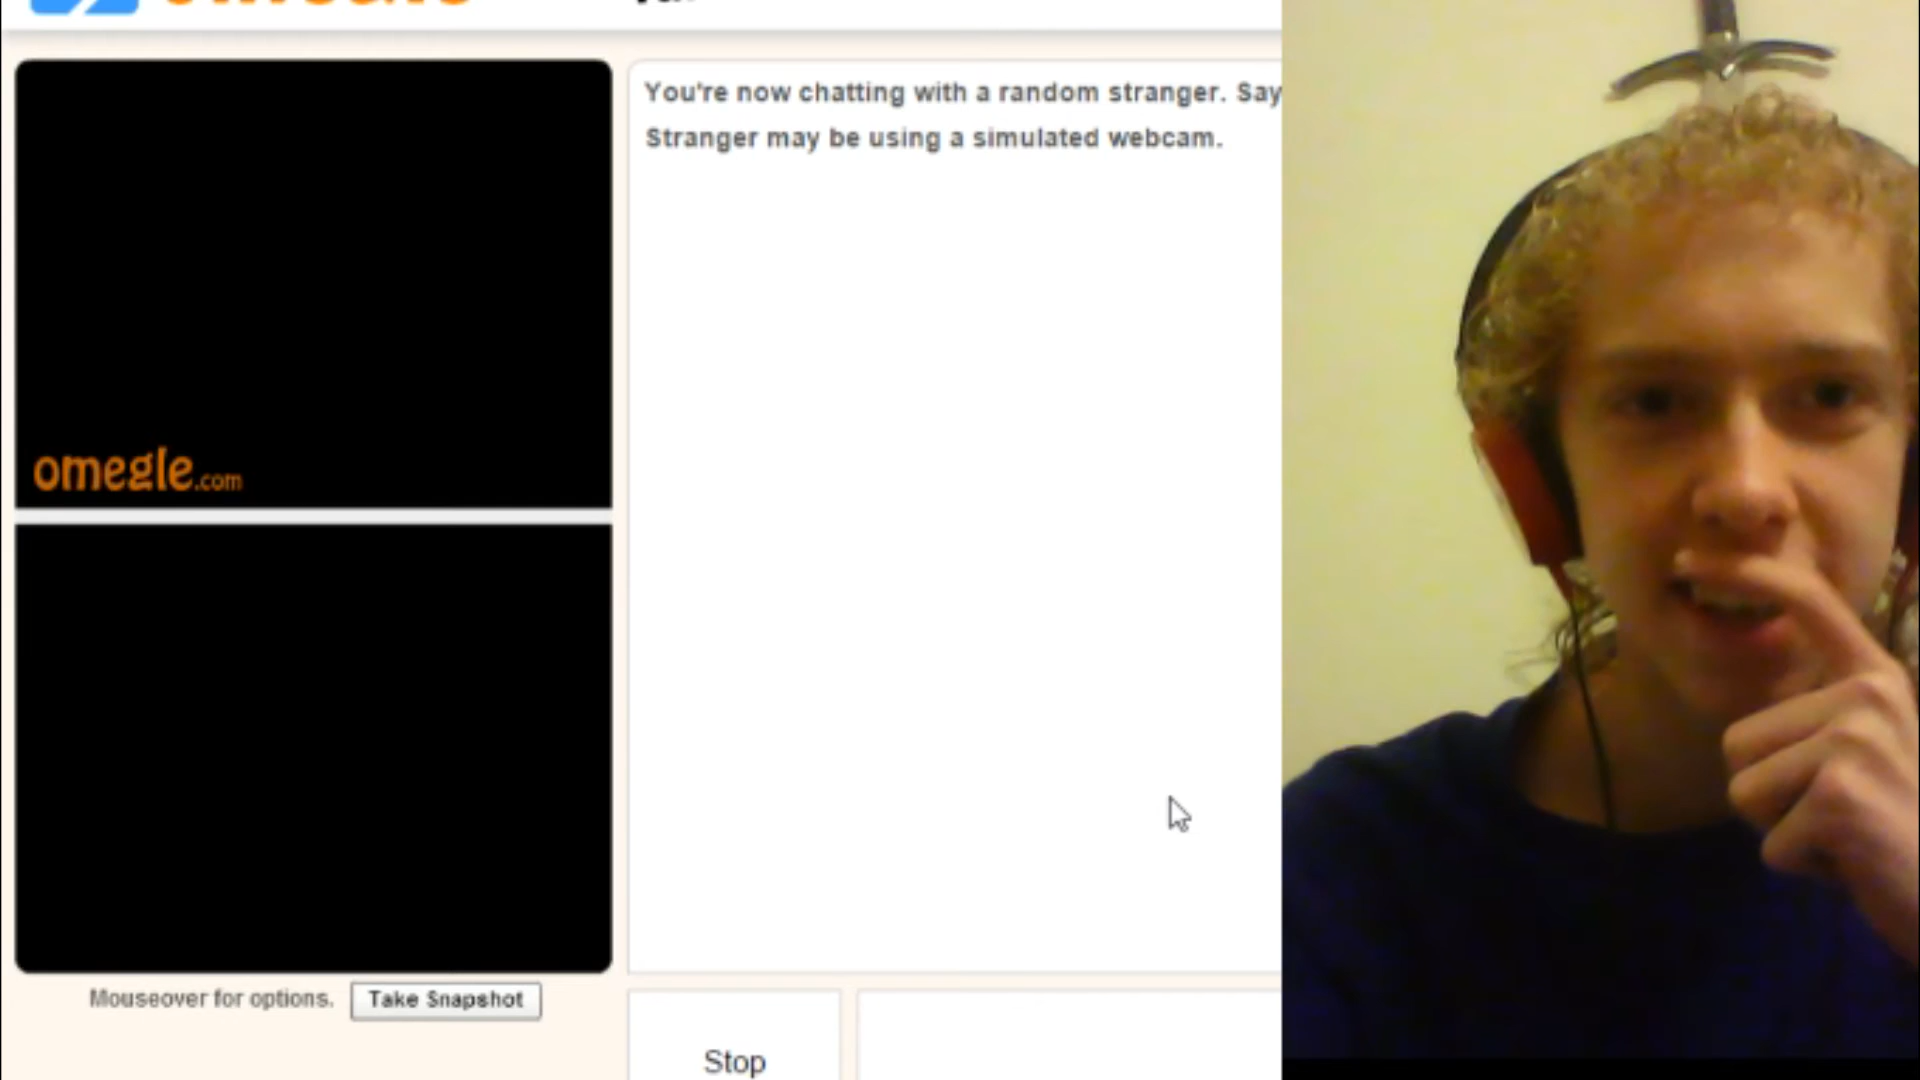 You're now chatting with a random stranger. Say
Stranger may be using a simulated webcam.
omegle.com
Mouseover for options.
Take Snapshot
Stop